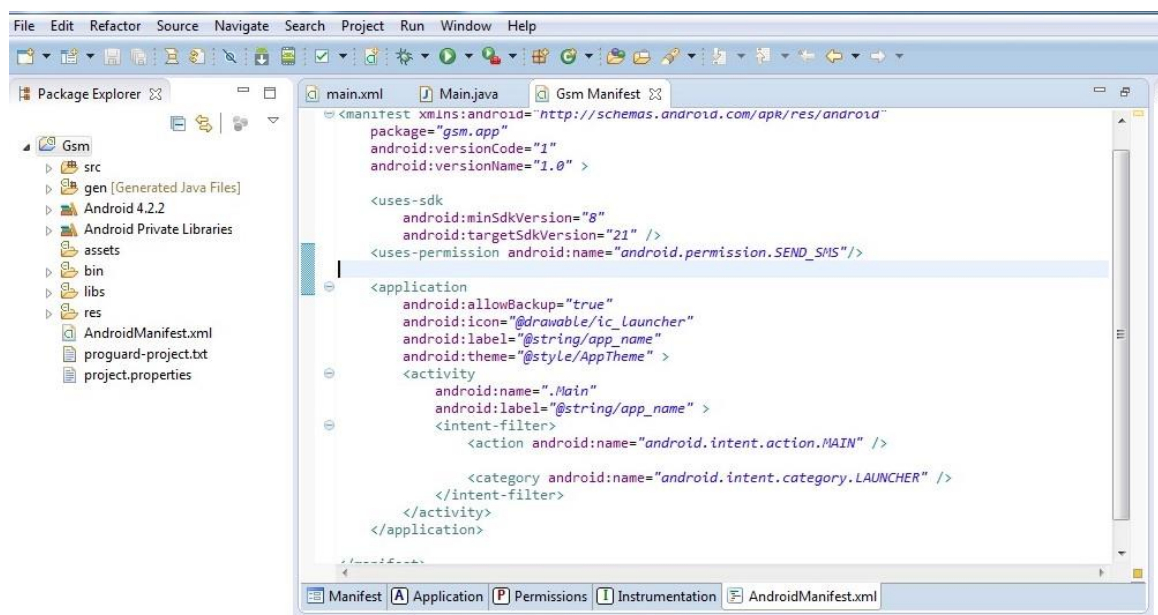 File Edit Refactor Source Navigate Search Project Run Window Help
Package Explorer
Gsm
src
gen [Generated Java Files]
Android 4.2.2
Android Private Libraries
assets
bin
libs
res
AndroidManifest.xml
proguard-project.txt
project.properties
main.xml Main.java Gsm Manifest
<manifest xmlns:android="http://schemas.android.com/apk/res/android"
package="gsm.app"
android:versionCode="1"
android:versionName="1.0" >
<uses-sdk
android:minSdkVersion="8"
android:targetSdkVersion="21" />
<uses-permission android:name="android.permission.SEND_SMS"/>
<application
android:allowBackup="true"
android:icon="@drawable/ic_launcher"
android:label="@string/app_name"
android:theme="@style/AppTheme" >
<activity
android:name=".Main"
android:label="@string/app_name" >
<intent-filter>
<action android:name="android.intent.action.MAIN" />
<category android:name="android.intent.category.LAUNCHER" />
</intent-filter>
</activity>
</application>
</manifest>
Manifest A Application P Permissions I Instrumentation AndroidManifest.xml